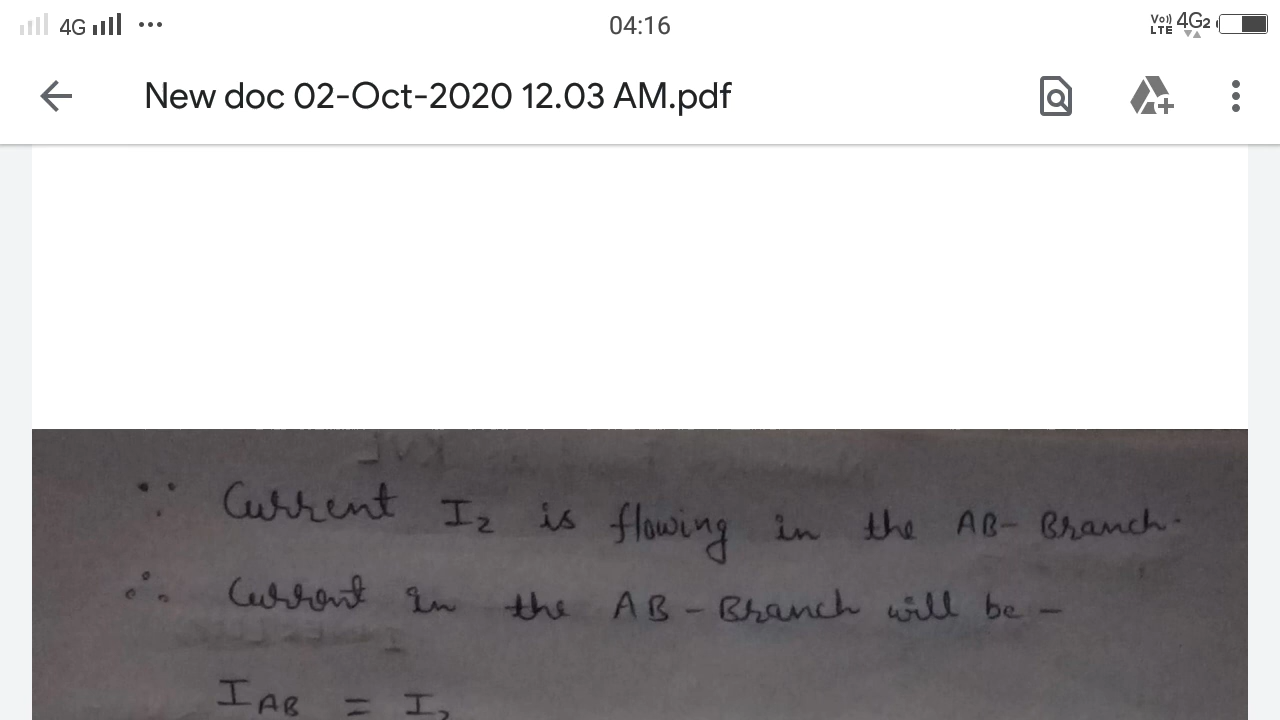 4G ... 04:16 Vo)) LTE 4G2
New doc 02-Oct-2020 12.03 AM.pdf
∵ Current I₂ is flowing in the AB- Branch.
∴ Current in the AB - Branch will be -
I AB = I₂